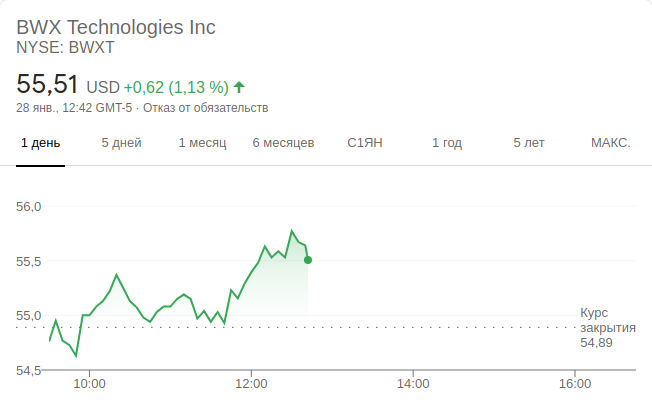 BWX Technologies Inc
NYSE: BWXT
55,51 USD +0,62 (1,13 %)
28 янв., 12:42 GMT-5 · Отказ от обязательств
1 день 5 дней 1 месяц 6 месяцев С1ЯН 1 год 5 лет МАКС.
56,0
55,5
55,0
Курс
закрытия
54,89
54,5
10:00 12:00 14:00 16:00